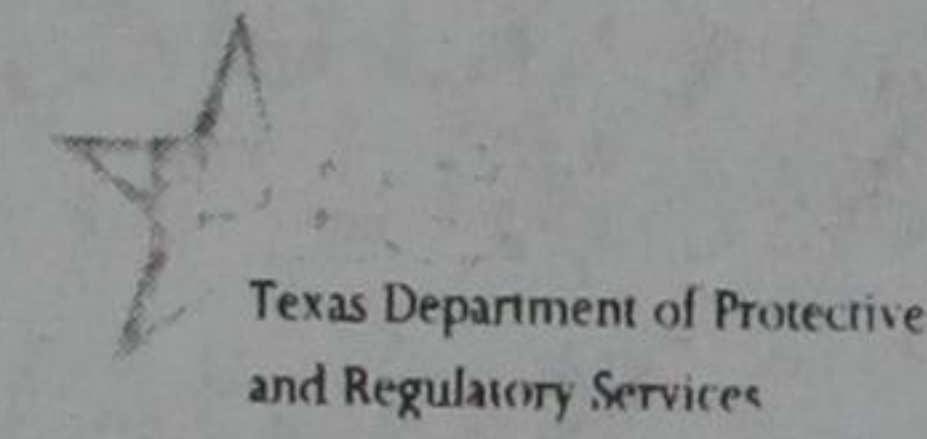 Texas Department of Protective
and Regulatory Services